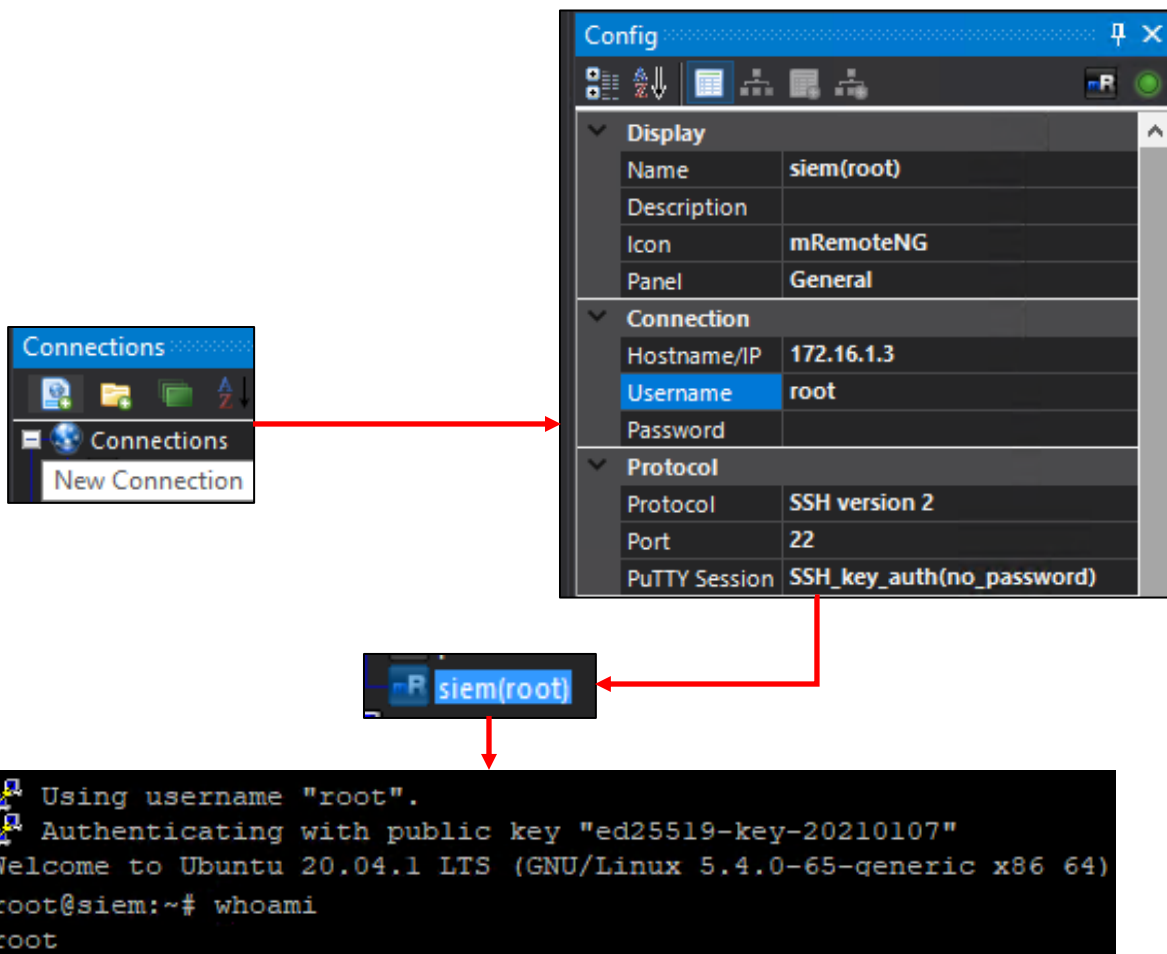 Config
Display
Name siem(root)
Description
Icon mRemoteNG
Panel General
Connection
Hostname/IP 172.16.1.3
Username root
Password
Protocol
Protocol SSH version 2
Port 22
PuTTY Session SSH_key_auth(no_password)
Connections
Connections
New Connection
siem(root)
Using username "root".
Authenticating with public key "ed25519-key-20210107"
Welcome to Ubuntu 20.04.1 LTS (GNU/Linux 5.4.0-65-generic x86 64)
root@siem:~# whoami
root